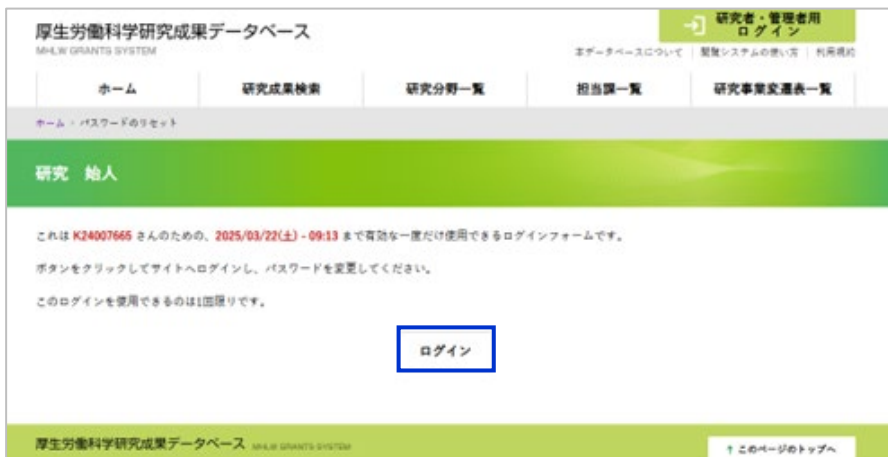 厚生労働科学研究成果データベース
MHLW GRANTS SYSTEM
研究者・管理者用
ログイン
本データベースについて 閲覧システムの使い方 利用規約
ホーム 研究成果検索 研究分野一覧 担当課一覧 研究事業変遷表一覧
ホーム › パスワードのリセット
研究 始人
これは K24007665 さんのための、2025/03/22(土) - 09:13 まで有効な一度だけ使用できるログインフォームです。
ボタンをクリックしてサイトへログインし、パスワードを変更してください。
このログインを使用できるのは1回限りです。
ログイン
厚生労働科学研究成果データベース MHLW GRANTS SYSTEM
↑ このページのトップへ